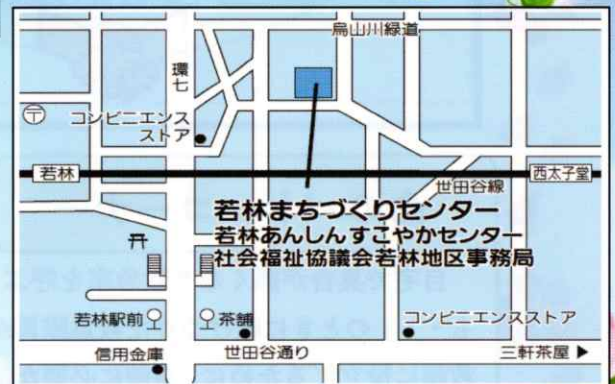 烏山川緑道
環七
〒
コンビニエンス
ストア
若林
西太子堂
世田谷線
若林まちづくりセンター
若林あんしんすこやかセンター
社会福祉協議会若林地区事務局
若林駅前
茶舗
コンビニエンスストア
信用金庫
世田谷通り
三軒茶屋▶